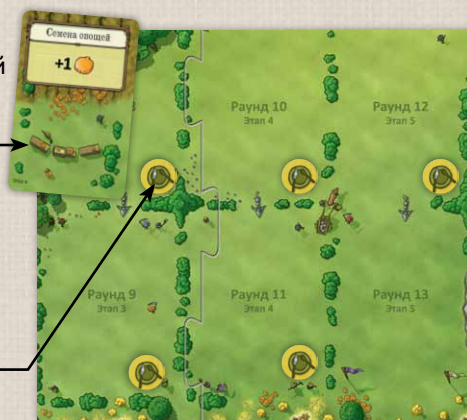 й
Семена овощей
+1
Раунд 10
Этап 4
Раунд 12
Этап 5
Раунд 9
Этап 3
Раунд 11
Этап 4
Раунд 13
Этап 5